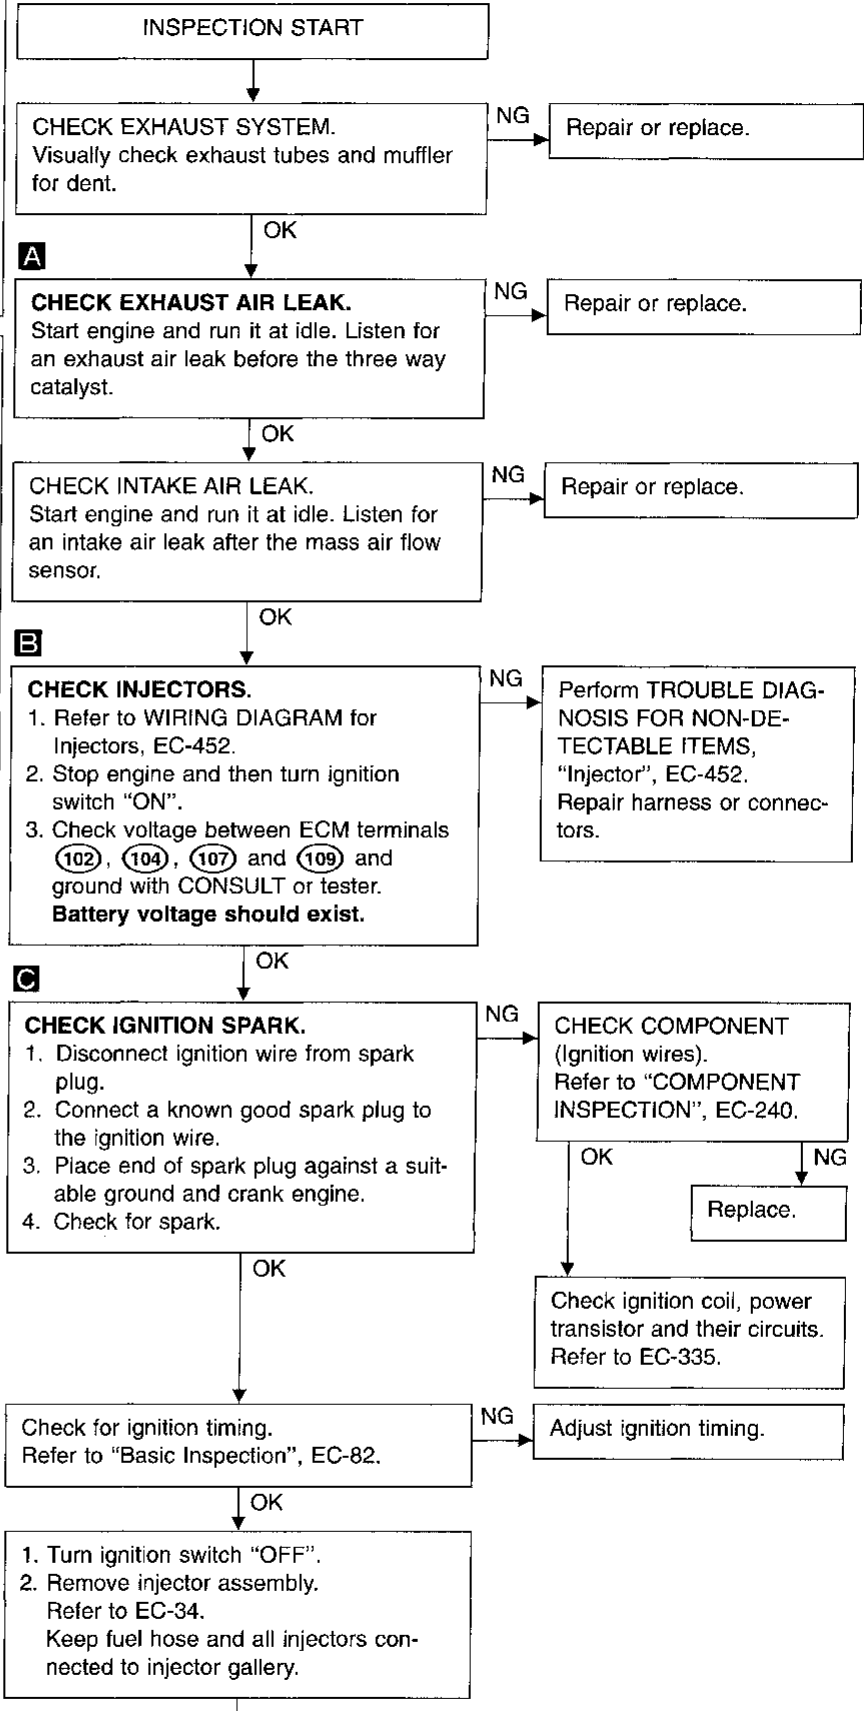 INSPECTION START
CHECK EXHAUST SYSTEM.
Visually check exhaust tubes and muffler
for dent.
NG
Repair or replace.
OK
A
CHECK EXHAUST AIR LEAK.
Start engine and run it at idle. Listen for
an exhaust air leak before the three way
catalyst.
NG
Repair or replace.
OK
CHECK INTAKE AIR LEAK.
Start engine and run it at idle. Listen for
an intake air leak after the mass air flow
sensor.
NG
Repair or replace.
OK
B
CHECK INJECTORS.
1. Refer to WIRING DIAGRAM for
Injectors, EC-452.
2. Stop engine and then turn ignition
switch “ON”.
3. Check voltage between ECM terminals
102, 104, 107 and 109 and
ground with CONSULT or tester.
Battery voltage should exist.
NG
Perform TROUBLE DIAG-
NOSIS FOR NON-DE-
TECTABLE ITEMS,
“Injector”, EC-452.
Repair harness or connec-
tors.
OK
C
CHECK IGNITION SPARK.
1. Disconnect ignition wire from spark
plug.
2. Connect a known good spark plug to
the ignition wire.
3. Place end of spark plug against a suit-
able ground and crank engine.
4. Check for spark.
NG
CHECK COMPONENT
(Ignition wires).
Refer to “COMPONENT
INSPECTION”, EC-240.
OK
NG
Replace.
Check ignition coil, power
transistor and their circuits.
Refer to EC-335.
OK
Check for ignition timing.
Refer to “Basic Inspection”, EC-82.
NG
Adjust ignition timing.
OK
1. Turn ignition switch “OFF”.
2. Remove injector assembly.
Refer to EC-34.
Keep fuel hose and all injectors con-
nected to injector gallery.